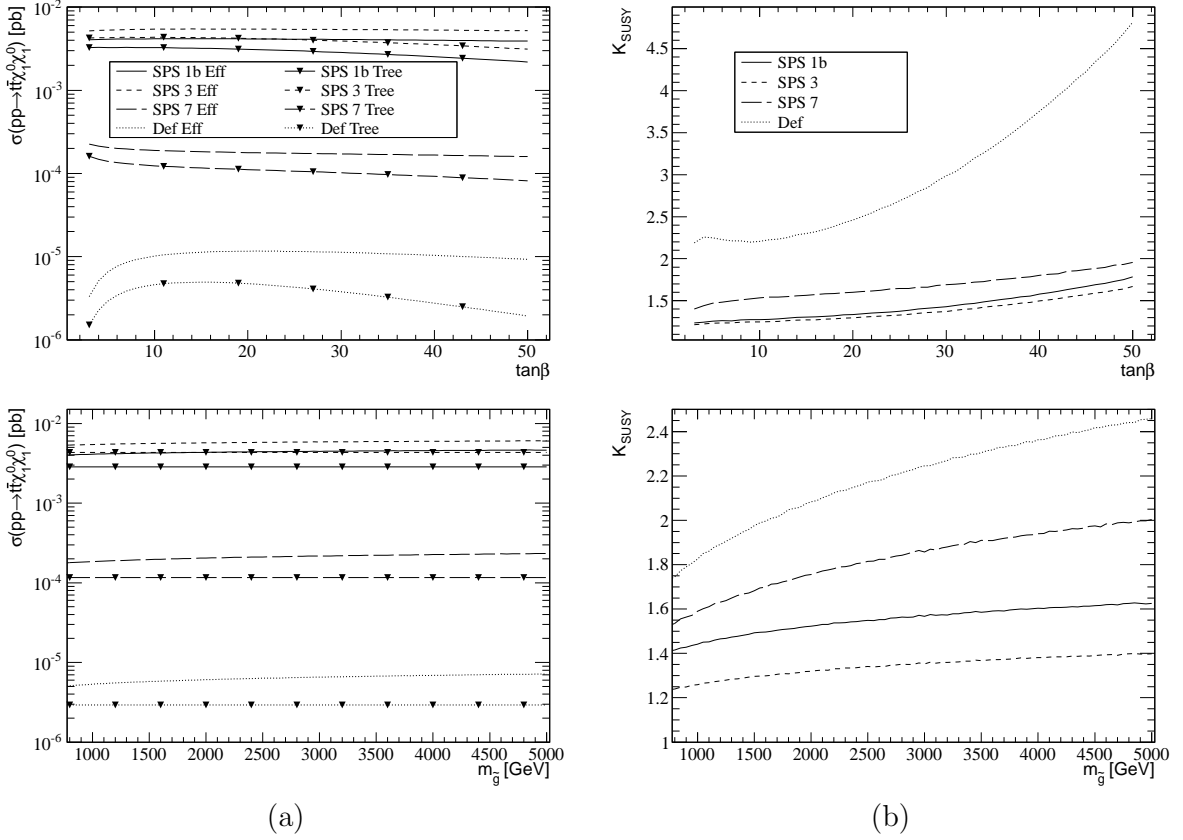 σ(pp→tt̄χ̃₁⁰χ̃₁⁰) [pb]
10⁻²
10⁻³
10⁻⁴
10⁻⁵
10⁻⁶
SPS 1b Eff
SPS 3 Eff
SPS 7 Eff
Def Eff
SPS 1b Tree
SPS 3 Tree
SPS 7 Tree
Def Tree
10 20 30 40 50
tanβ
K_SUSY
4.5
4
3.5
3
2.5
2
1.5
SPS 1b
SPS 3
SPS 7
Def
10 20 30 40 50
tanβ
σ(pp→tt̄χ̃₁⁰χ̃₁⁰) [pb]
10⁻²
10⁻³
10⁻⁴
10⁻⁵
10⁻⁶
1000 1500 2000 2500 3000 3500 4000 4500 5000
m_g̃ [GeV]
K_SUSY
2.4
2.2
2
1.8
1.6
1.4
1.2
1
1000 1500 2000 2500 3000 3500 4000 4500 5000
m_g̃ [GeV]
(a)
(b)